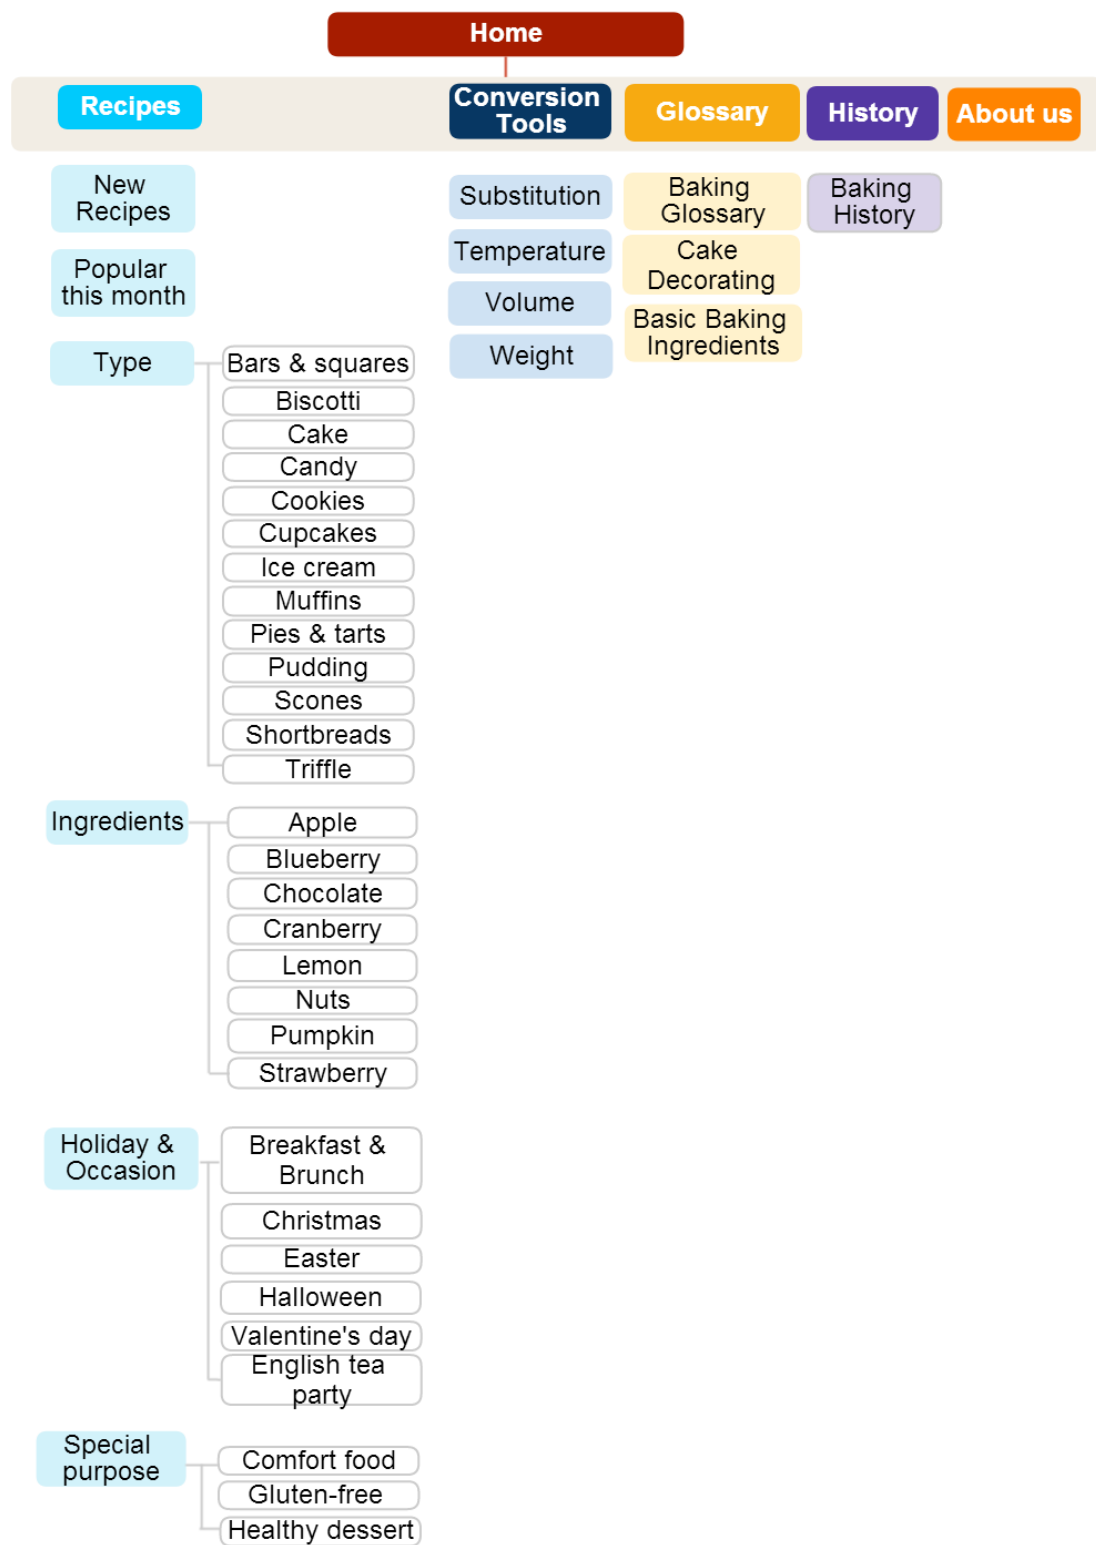 Home
Recipes
Conversion
Tools
Glossary
History
About us
New
Recipes
Popular
this month
Type
Bars & squares
Biscotti
Cake
Candy
Cookies
Cupcakes
Ice cream
Muffins
Pies & tarts
Pudding
Scones
Shortbreads
Triffle
Ingredients
Apple
Blueberry
Chocolate
Cranberry
Lemon
Nuts
Pumpkin
Strawberry
Holiday &
Occasion
Breakfast &
Brunch
Christmas
Easter
Halloween
Valentine's day
English tea
party
Special
purpose
Comfort food
Gluten-free
Healthy dessert
Substitution
Temperature
Volume
Weight
Baking
Glossary
Cake
Decorating
Basic Baking
Ingredients
Baking
History